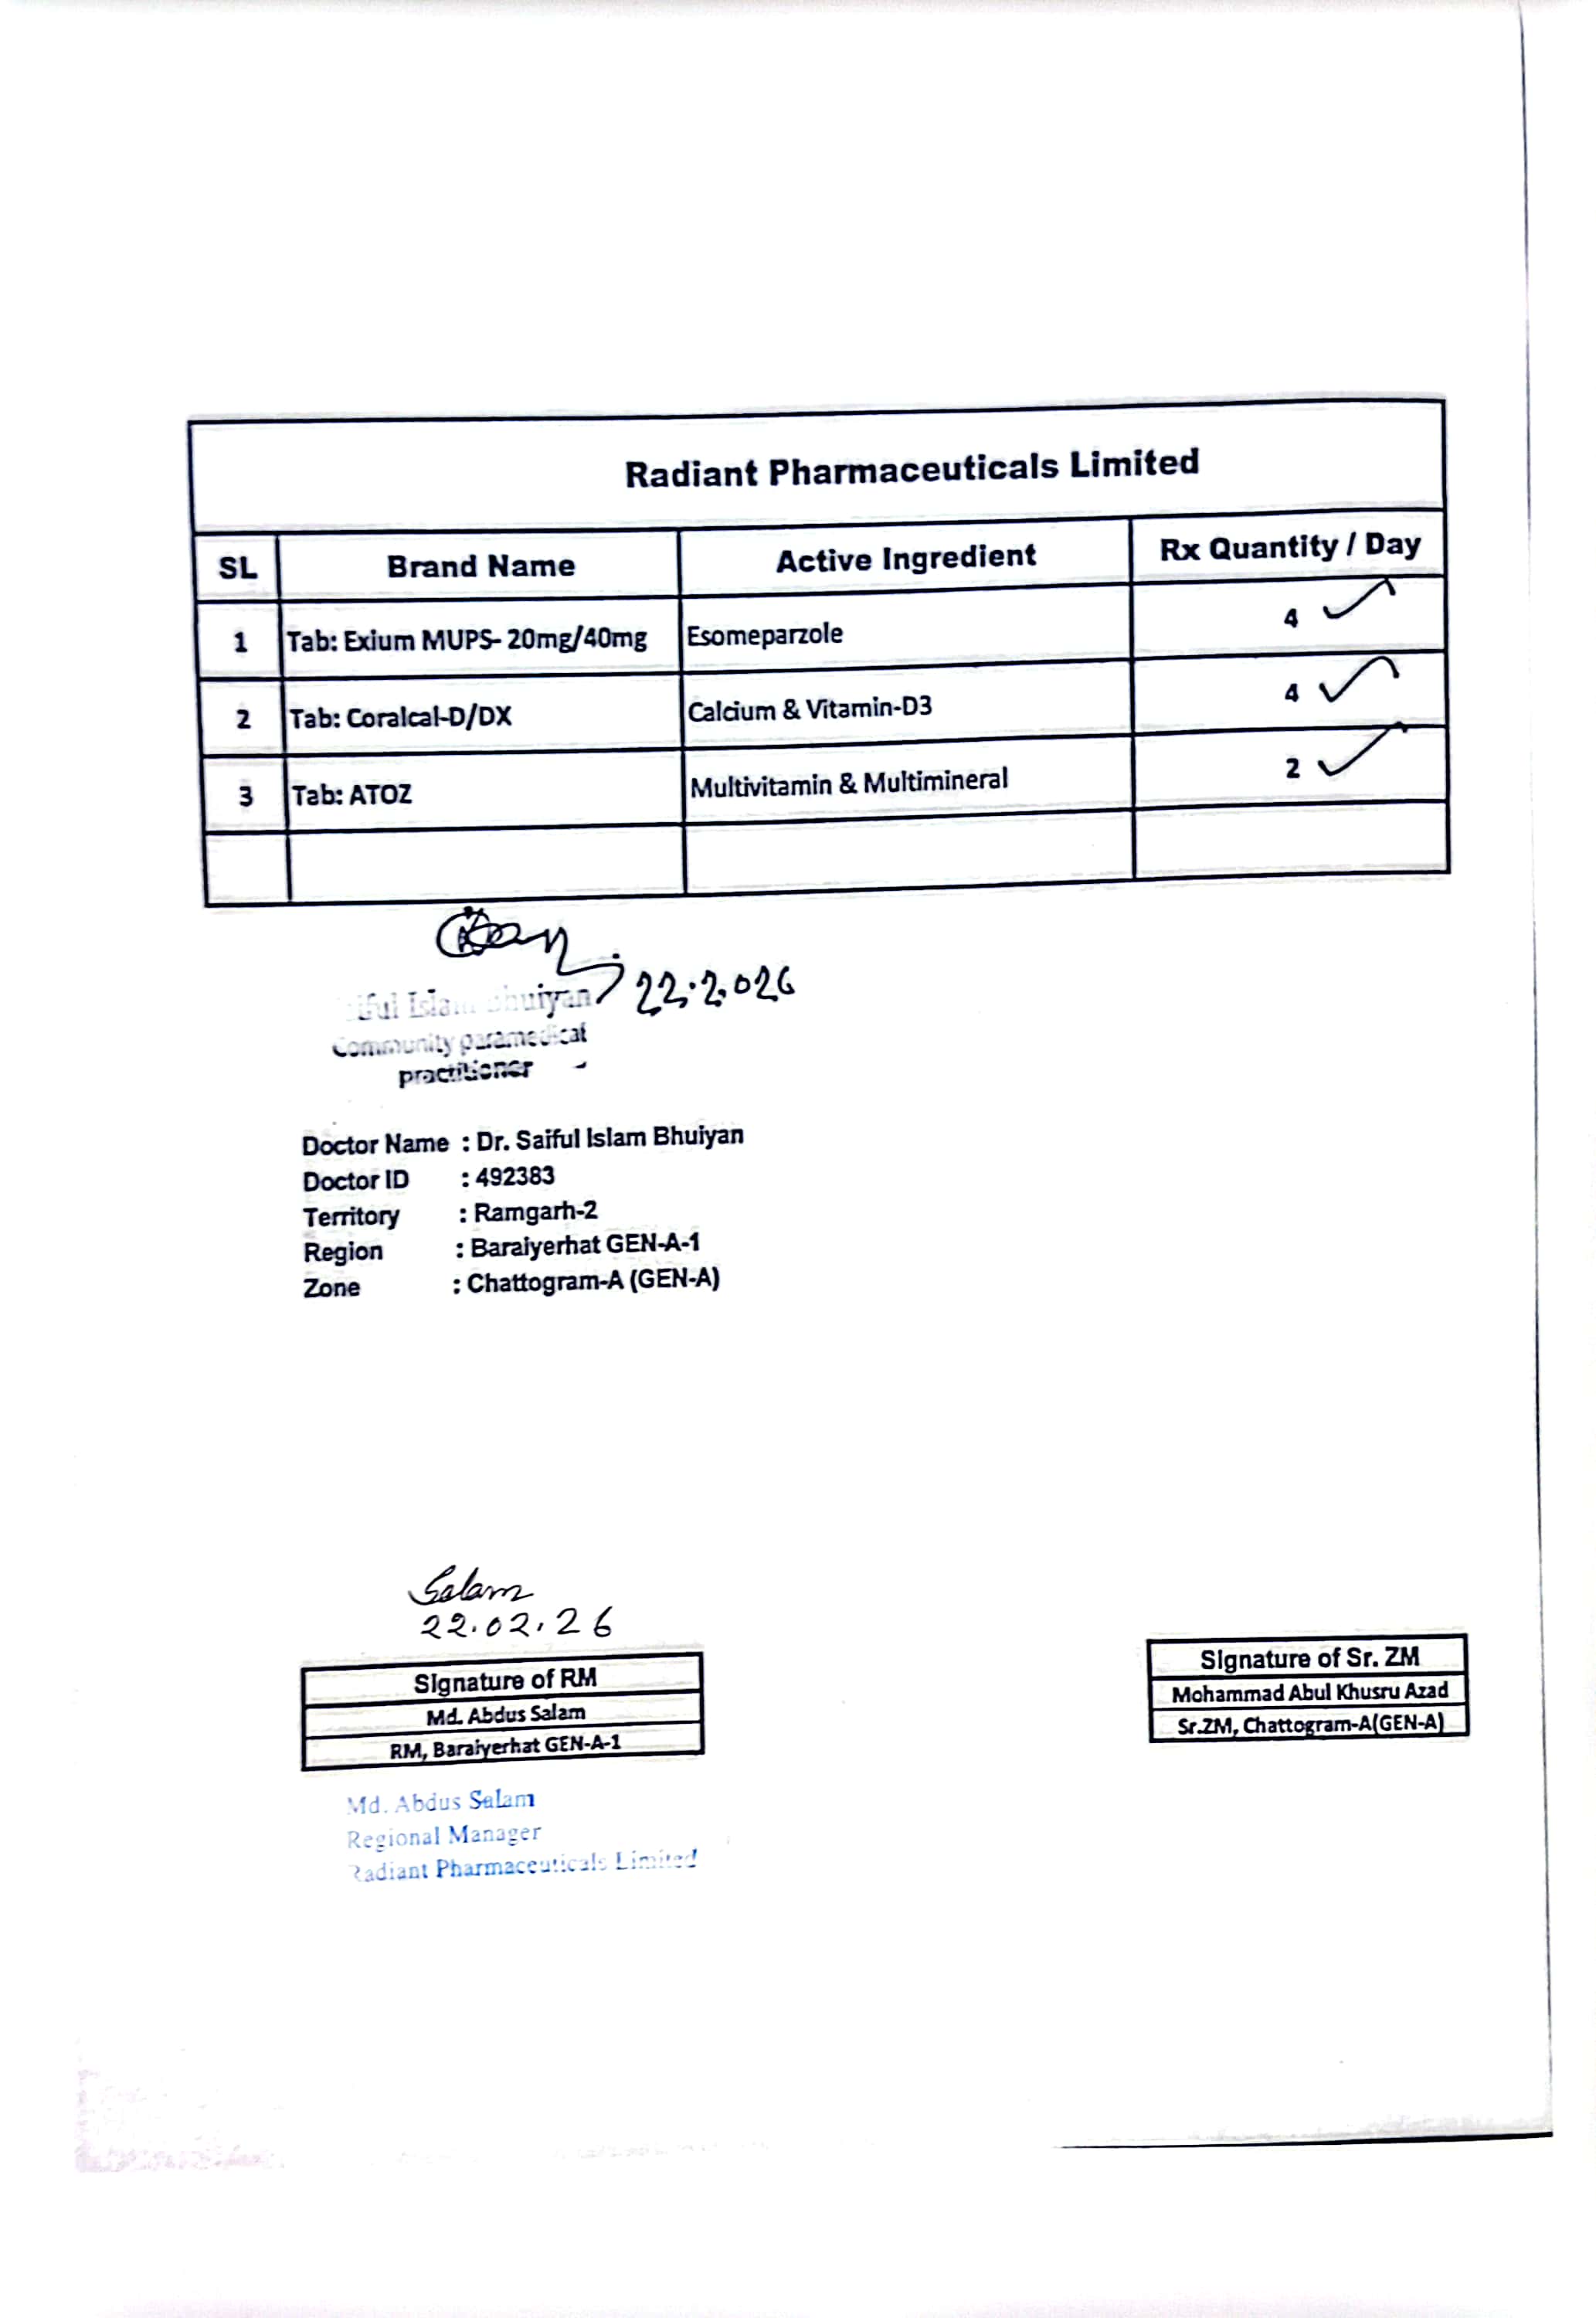 Radiant Pharmaceuticals Limited
SL Brand Name Active Ingredient Rx Quantity / Day
1 Tab: Exium MUPS- 20mg/40mg Esomeparzole 4
2 Tab: Coralcal-D/DX Calcium & Vitamin-D3 4
3 Tab: ATOZ Multivitamin & Multimineral 2
22.2.026
Islam Bhuiyan
Community paramedical
practitioner
Doctor Name : Dr. Saiful Islam Bhuiyan
Doctor ID : 492383
Territory : Ramgarh-2
Region : Baraiyerhat GEN-A-1
Zone : Chattogram-A (GEN-A)
Salam
22.02.26
Signature of RM
Md. Abdus Salam
RM, Baraiyerhat GEN-A-1
Signature of Sr. ZM
Mohammad Abul Khusru Azad
Sr.ZM, Chattogram-A(GEN-A)
Md. Abdus Salam
Regional Manager
Radiant Pharmaceuticals Limited